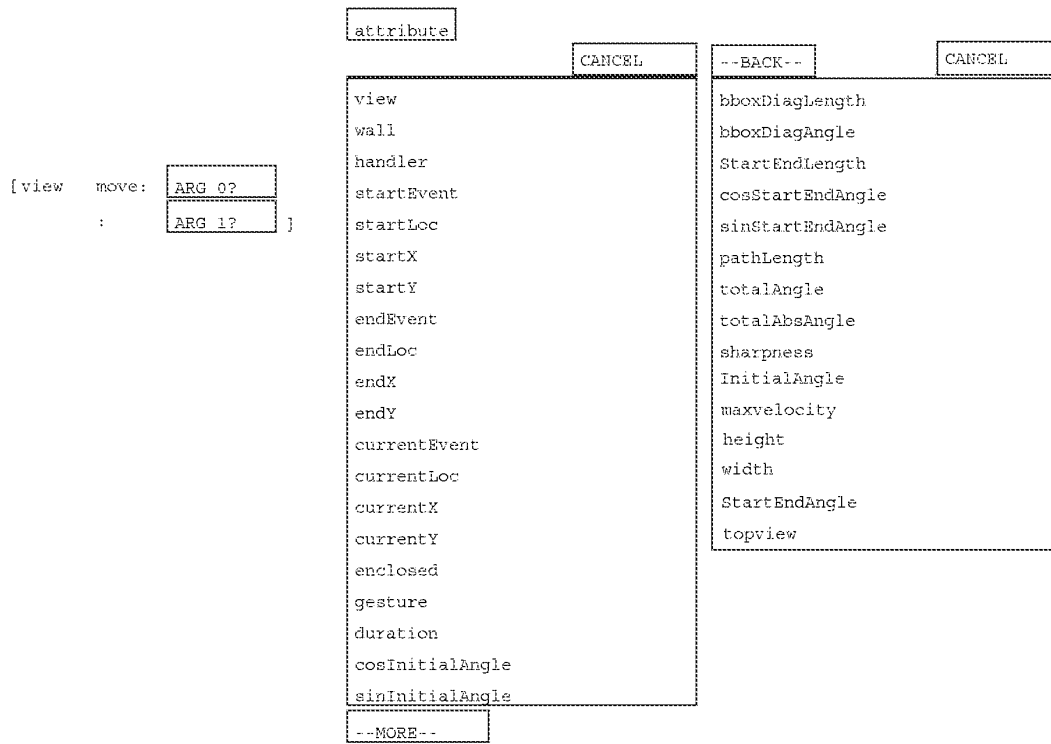 [view move: ARG 0?
: ARG 1? ]
attribute
CANCEL
view
wall
handler
startEvent
startLoc
startX
startY
endEvent
endLoc
endX
endY
currentEvent
currentLoc
currentX
currentY
enclosed
gesture
duration
cosInitialAngle
sinInitialAngle
--MORE--
--BACK-- CANCEL
bboxDiagLength
bboxDiagAngle
StartEndLength
cosStartEndAngle
sinStartEndAngle
pathLength
totalAngle
totalAbsAngle
sharpness
InitialAngle
maxvelocity
height
width
StartEndAngle
topview